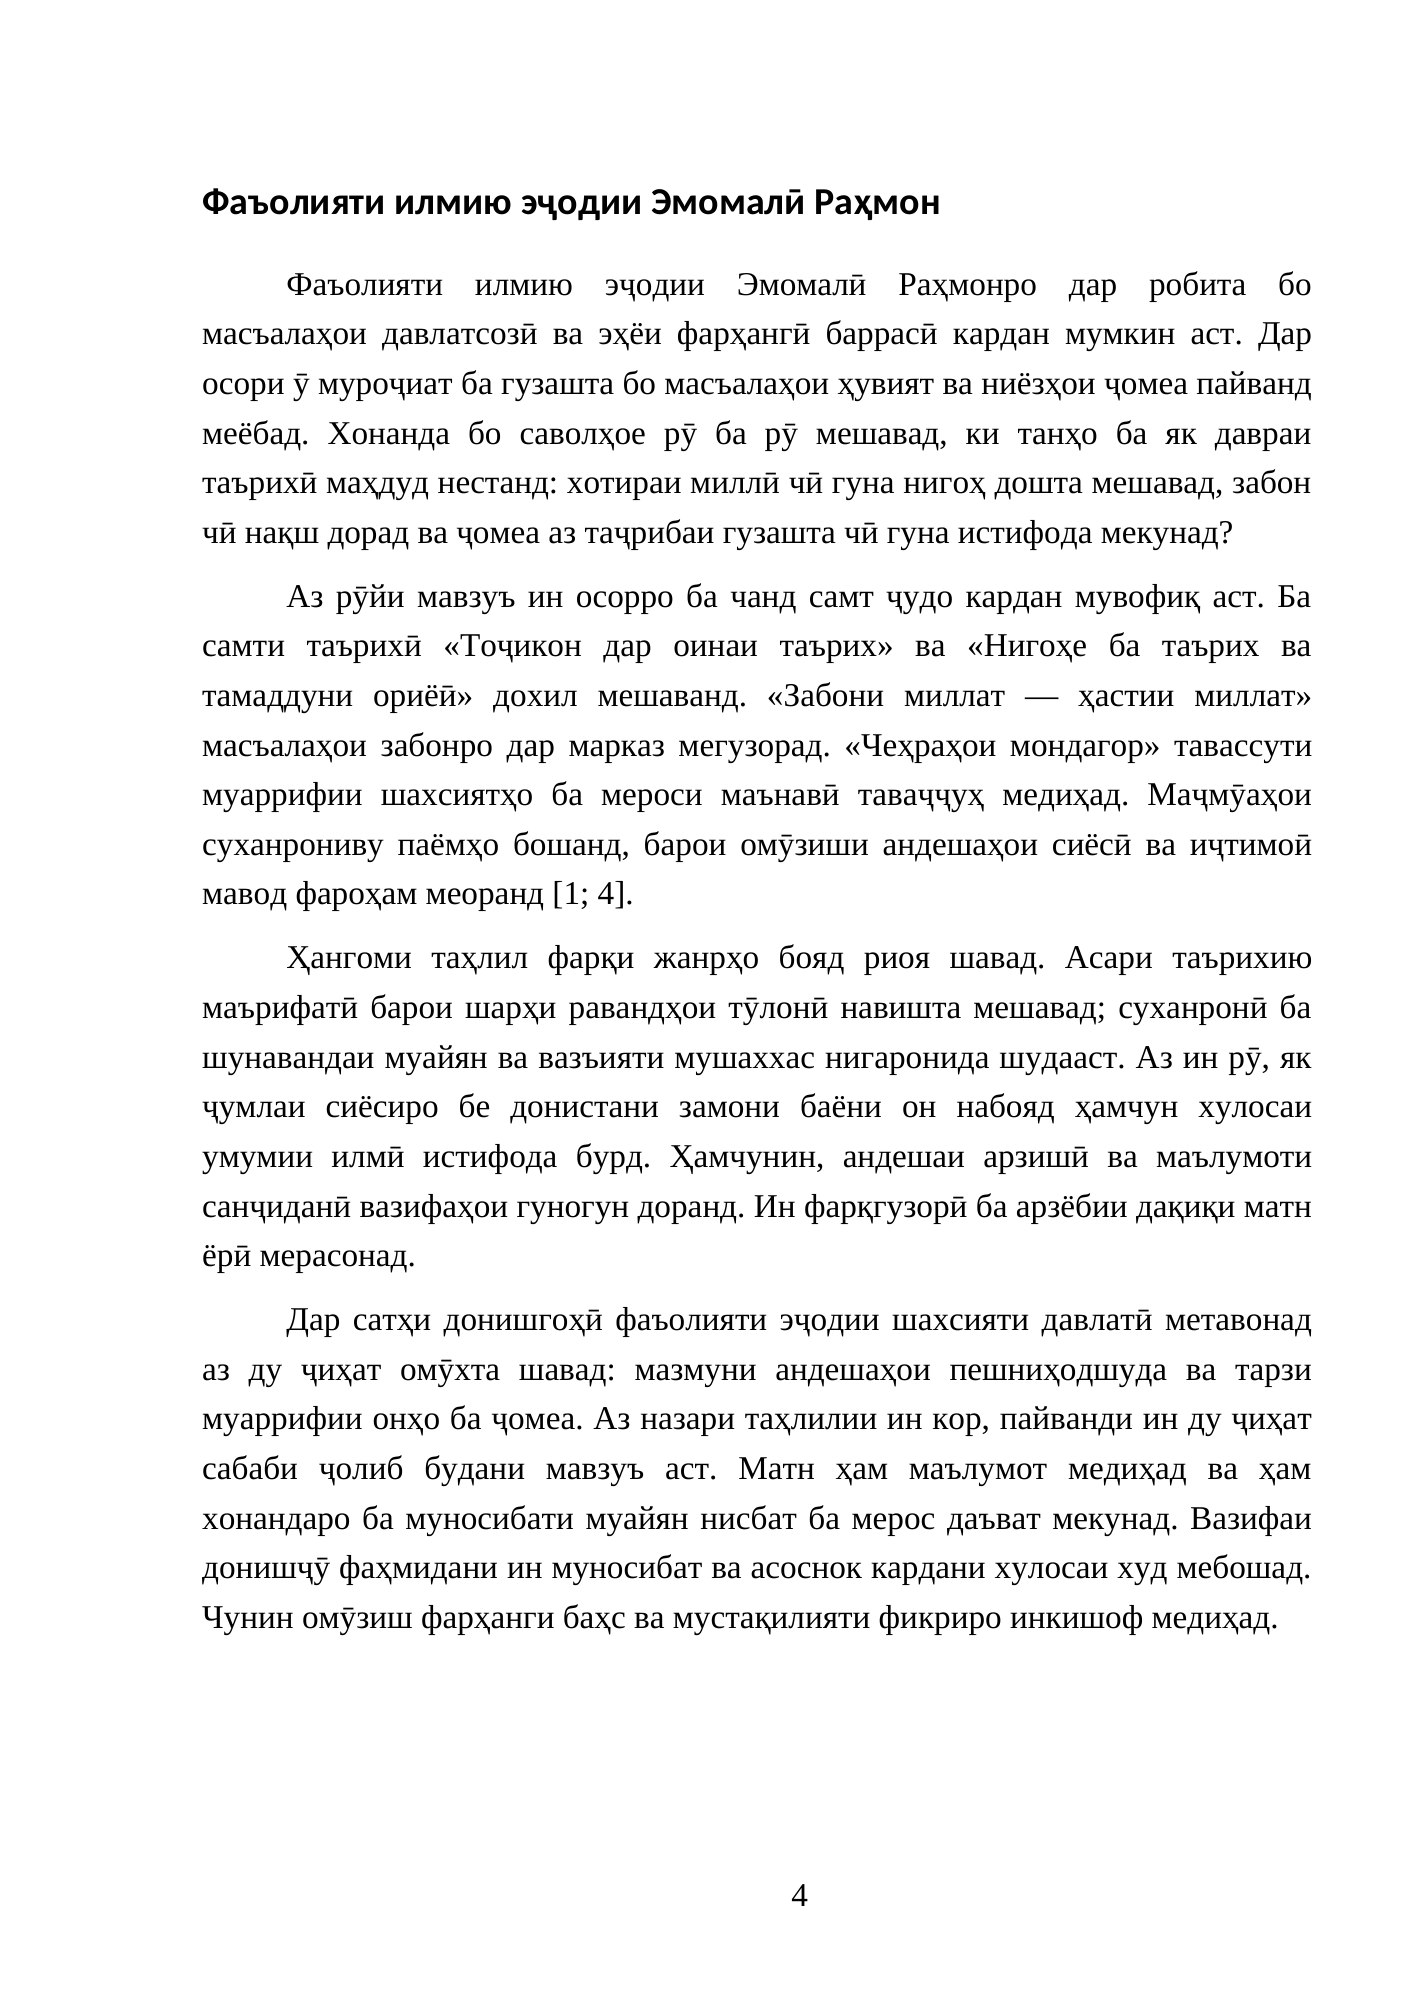 Фаъолияти илмию эҷодии Эмомалӣ Раҳмон
Фаъолияти илмию эҷодии Эмомалӣ Раҳмонро дар робита бо
масъалаҳои давлатсозӣ ва эҳёи фарҳангӣ баррасӣ кардан мумкин аст. Дар
осори ӯ муроҷиат ба гузашта бо масъалаҳои ҳувият ва ниёзҳои ҷомеа пайванд
меёбад. Хонанда бо саволҳое рӯ ба рӯ мешавад, ки танҳо ба як давраи
таърихӣ маҳдуд нестанд: хотираи миллӣ чӣ гуна нигоҳ дошта мешавад, забон
чӣ нақш дорад ва ҷомеа аз таҷрибаи гузашта чӣ гуна истифода мекунад?
Аз рӯйи мавзуъ ин осорро ба чанд самт ҷудо кардан мувофиқ аст. Ба
самти таърихӣ «Тоҷикон дар оинаи таърих» ва «Нигоҳе ба таърих ва
тамаддуни ориёӣ» дохил мешаванд. «Забони миллат — ҳастии миллат»
масъалаҳои забонро дар марказ мегузорад. «Чеҳраҳои мондагор» тавассути
муаррифии шахсиятҳо ба мероси маънавӣ таваҷҷуҳ медиҳад. Маҷмӯаҳои
суханрониву паёмҳо бошанд, барои омӯзиши андешаҳои сиёсӣ ва иҷтимоӣ
мавод фароҳам меоранд [1; 4].
Ҳангоми таҳлил фарқи жанрҳо бояд риоя шавад. Асари таърихию
маърифатӣ барои шарҳи равандҳои тӯлонӣ навишта мешавад; суханронӣ ба
шунавандаи муайян ва вазъияти мушаххас нигаронида шудааст. Аз ин рӯ, як
ҷумлаи сиёсиро бе донистани замони баёни он набояд ҳамчун хулосаи
умумии илмӣ истифода бурд. Ҳамчунин, андешаи арзишӣ ва маълумоти
санҷиданӣ вазифаҳои гуногун доранд. Ин фарқгузорӣ ба арзёбии дақиқи матн
ёрӣ мерасонад.
Дар сатҳи донишгоҳӣ фаъолияти эҷодии шахсияти давлатӣ метавонад
аз ду ҷиҳат омӯхта шавад: мазмуни андешаҳои пешниҳодшуда ва тарзи
муаррифии онҳо ба ҷомеа. Аз назари таҳлилии ин кор, пайванди ин ду ҷиҳат
сабаби ҷолиб будани мавзуъ аст. Матн ҳам маълумот медиҳад ва ҳам
хонандаро ба муносибати муайян нисбат ба мерос даъват мекунад. Вазифаи
донишҷӯ фаҳмидани ин муносибат ва асоснок кардани хулосаи худ мебошад.
Чунин омӯзиш фарҳанги баҳс ва мустақилияти фикриро инкишоф медиҳад.
4